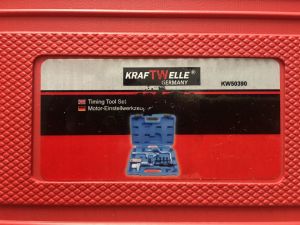 KRAFTWELLE®
GERMANY
KW50390
Timing Tool Set
Motor-Einstellwerkzeug